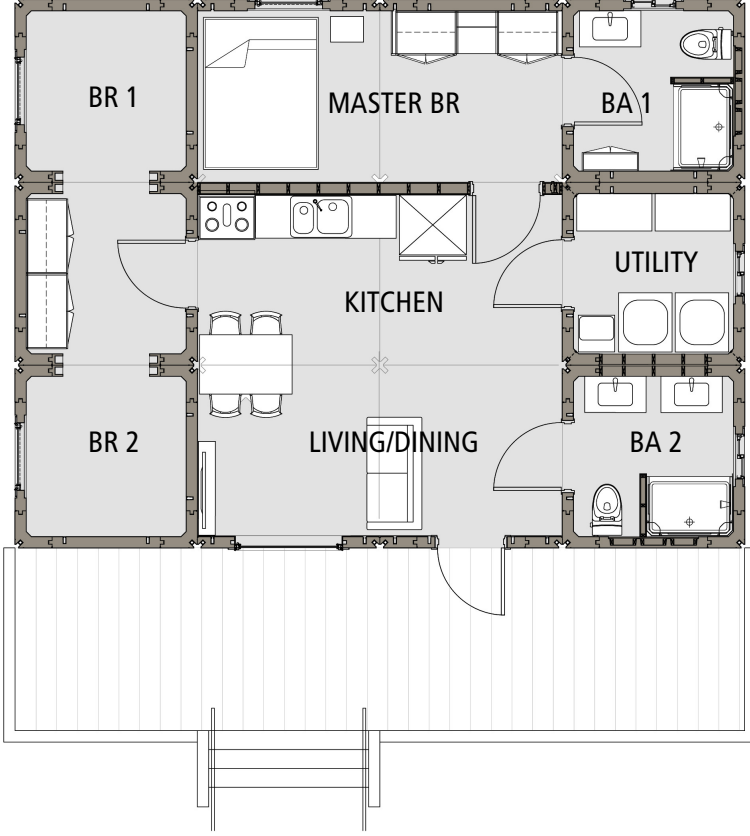 BR 1
MASTER BR
BA 1
UTILITY
KITCHEN
BR 2
LIVING/DINING
BA 2